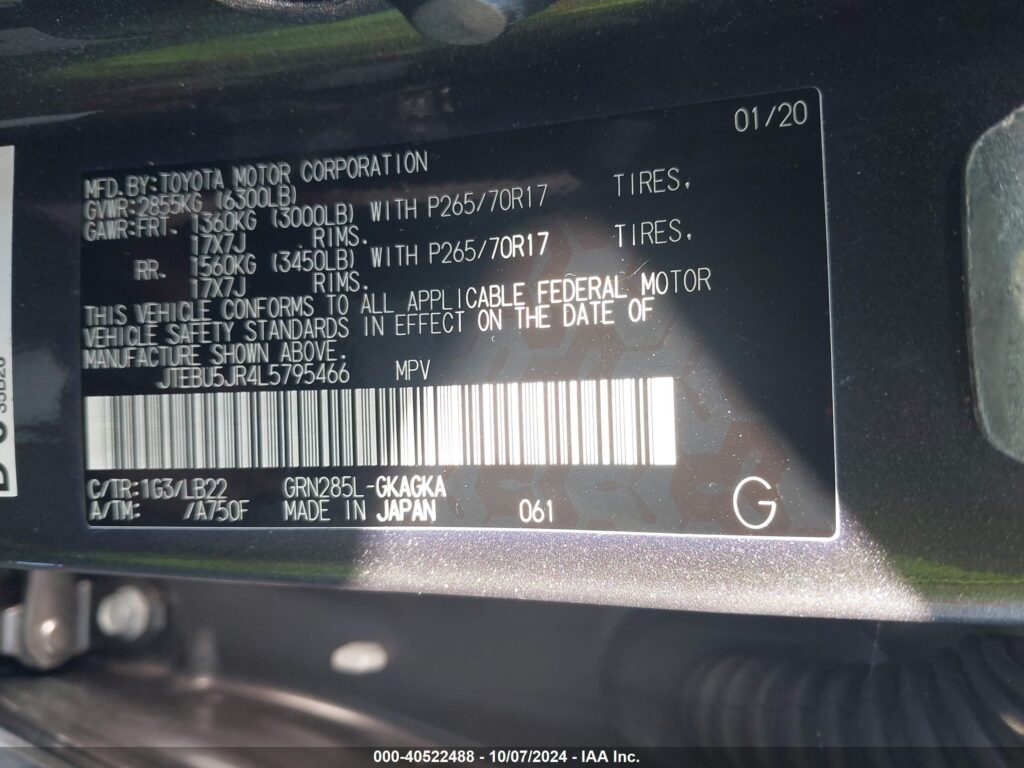 01/20
MFD.BY:TOYOTA MOTOR CORPORATION
GVWR:2855KG (6300LB)
GAWR:FRT. 1360KG (3000LB) WITH P265/70R17 TIRES,
17X7J RIMS.
RR. 1560KG (3450LB) WITH P265/70R17 TIRES,
17X7J RIMS.
THIS VEHICLE CONFORMS TO ALL APPLICABLE FEDERAL MOTOR
VEHICLE SAFETY STANDARDS IN EFFECT ON THE DATE OF
MANUFACTURE SHOWN ABOVE.
JTEBU5JR4L5795466 MPV
C/TR:1G3/LB22 GRN285L-GKAGKA
A/TM: /A750F MADE IN JAPAN 061
G
000-40522488 - 10/07/2024 - IAA Inc.